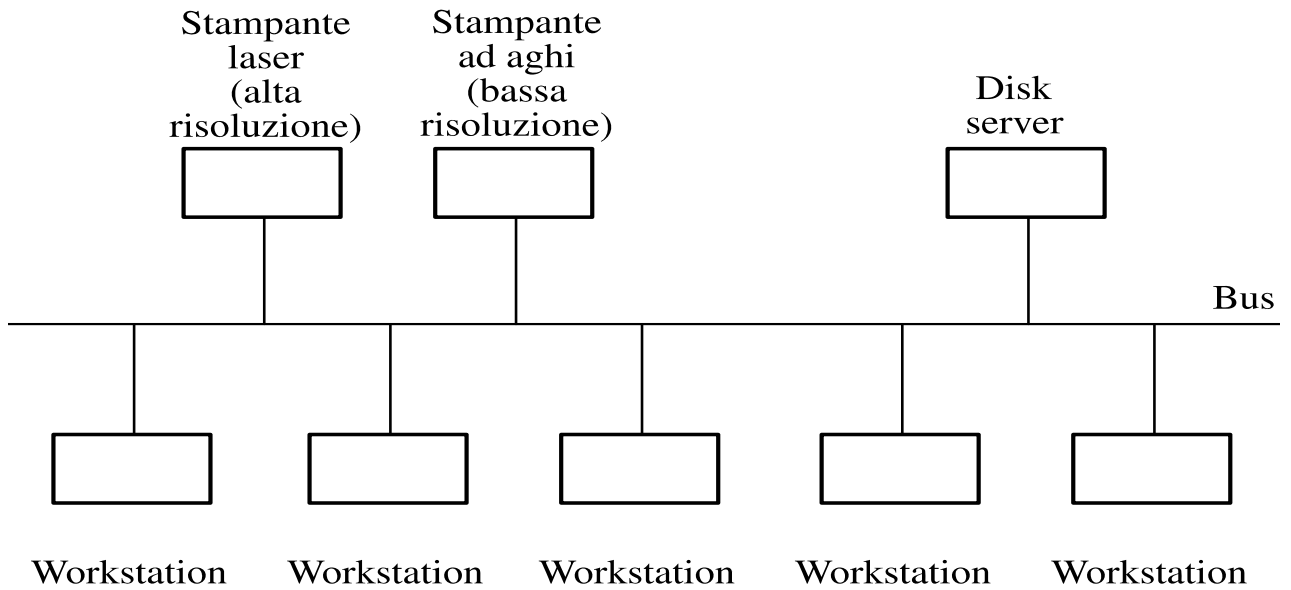 Stampante
laser
(alta
risoluzione)
Stampante
ad aghi
(bassa
risoluzione)
Disk
server
Bus
Workstation
Workstation
Workstation
Workstation
Workstation